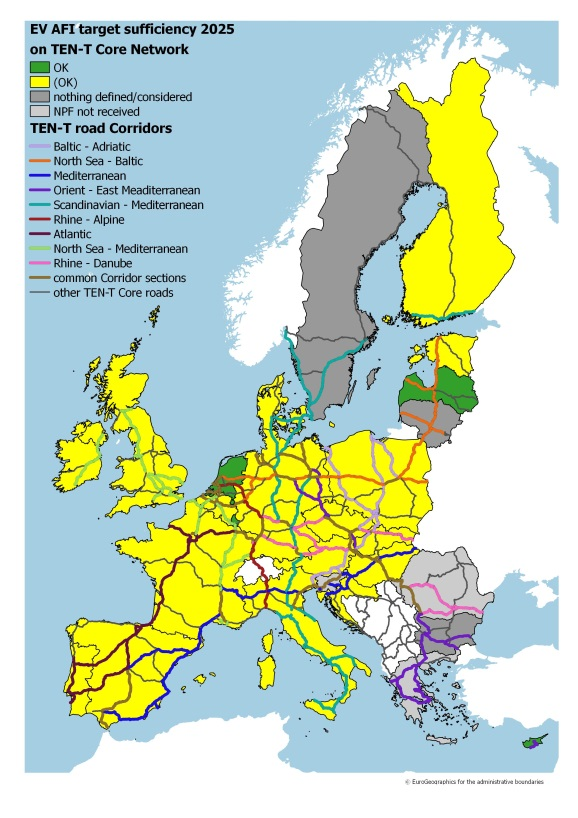 EV AFI target sufficiency 2025
on TEN-T Core Network
OK
(OK)
nothing defined/considered
NPF not received
TEN-T road Corridors
Baltic - Adriatic
North Sea - Baltic
Mediterranean
Orient - East Meaditerranean
Scandinavian - Mediterranean
Rhine - Alpine
Atlantic
North Sea - Mediterranean
Rhine - Danube
common Corridor sections
other TEN-T Core roads
© EuroGeographics for the administrative boundaries